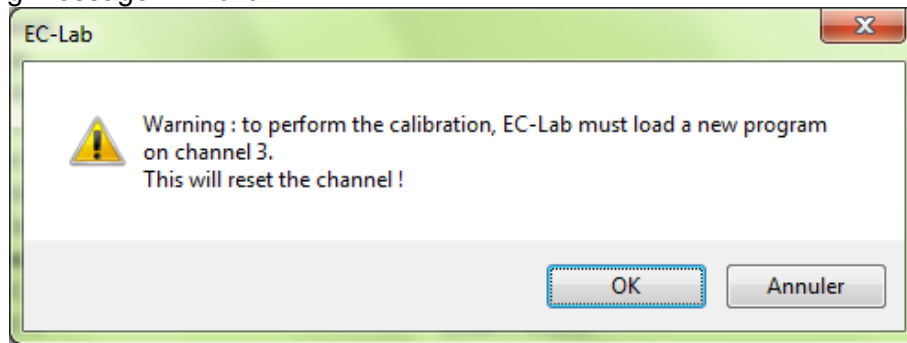 EC-Lab
Warning : to perform the calibration, EC-Lab must load a new program
on channel 3.
This will reset the channel !
OK
Annuler